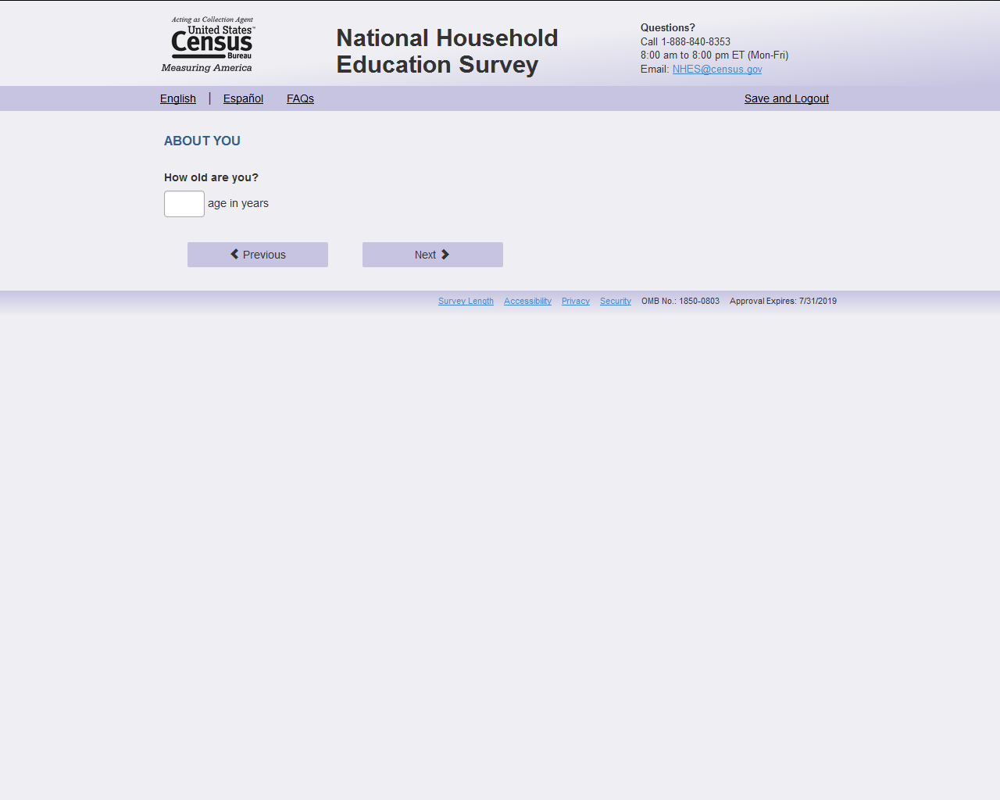 Acting as Collection Agent
United States™
Census
Bureau
Measuring America
National Household
Education Survey
Questions?
Call 1-888-840-8353
8:00 am to 8:00 pm ET (Mon-Fri)
Email: NHES@census.gov
English | Español FAQs Save and Logout
ABOUT YOU
How old are you?
age in years
Previous Next
Survey Length Accessibility Privacy Security OMB No.: 1850-0803 Approval Expires: 7/31/2019